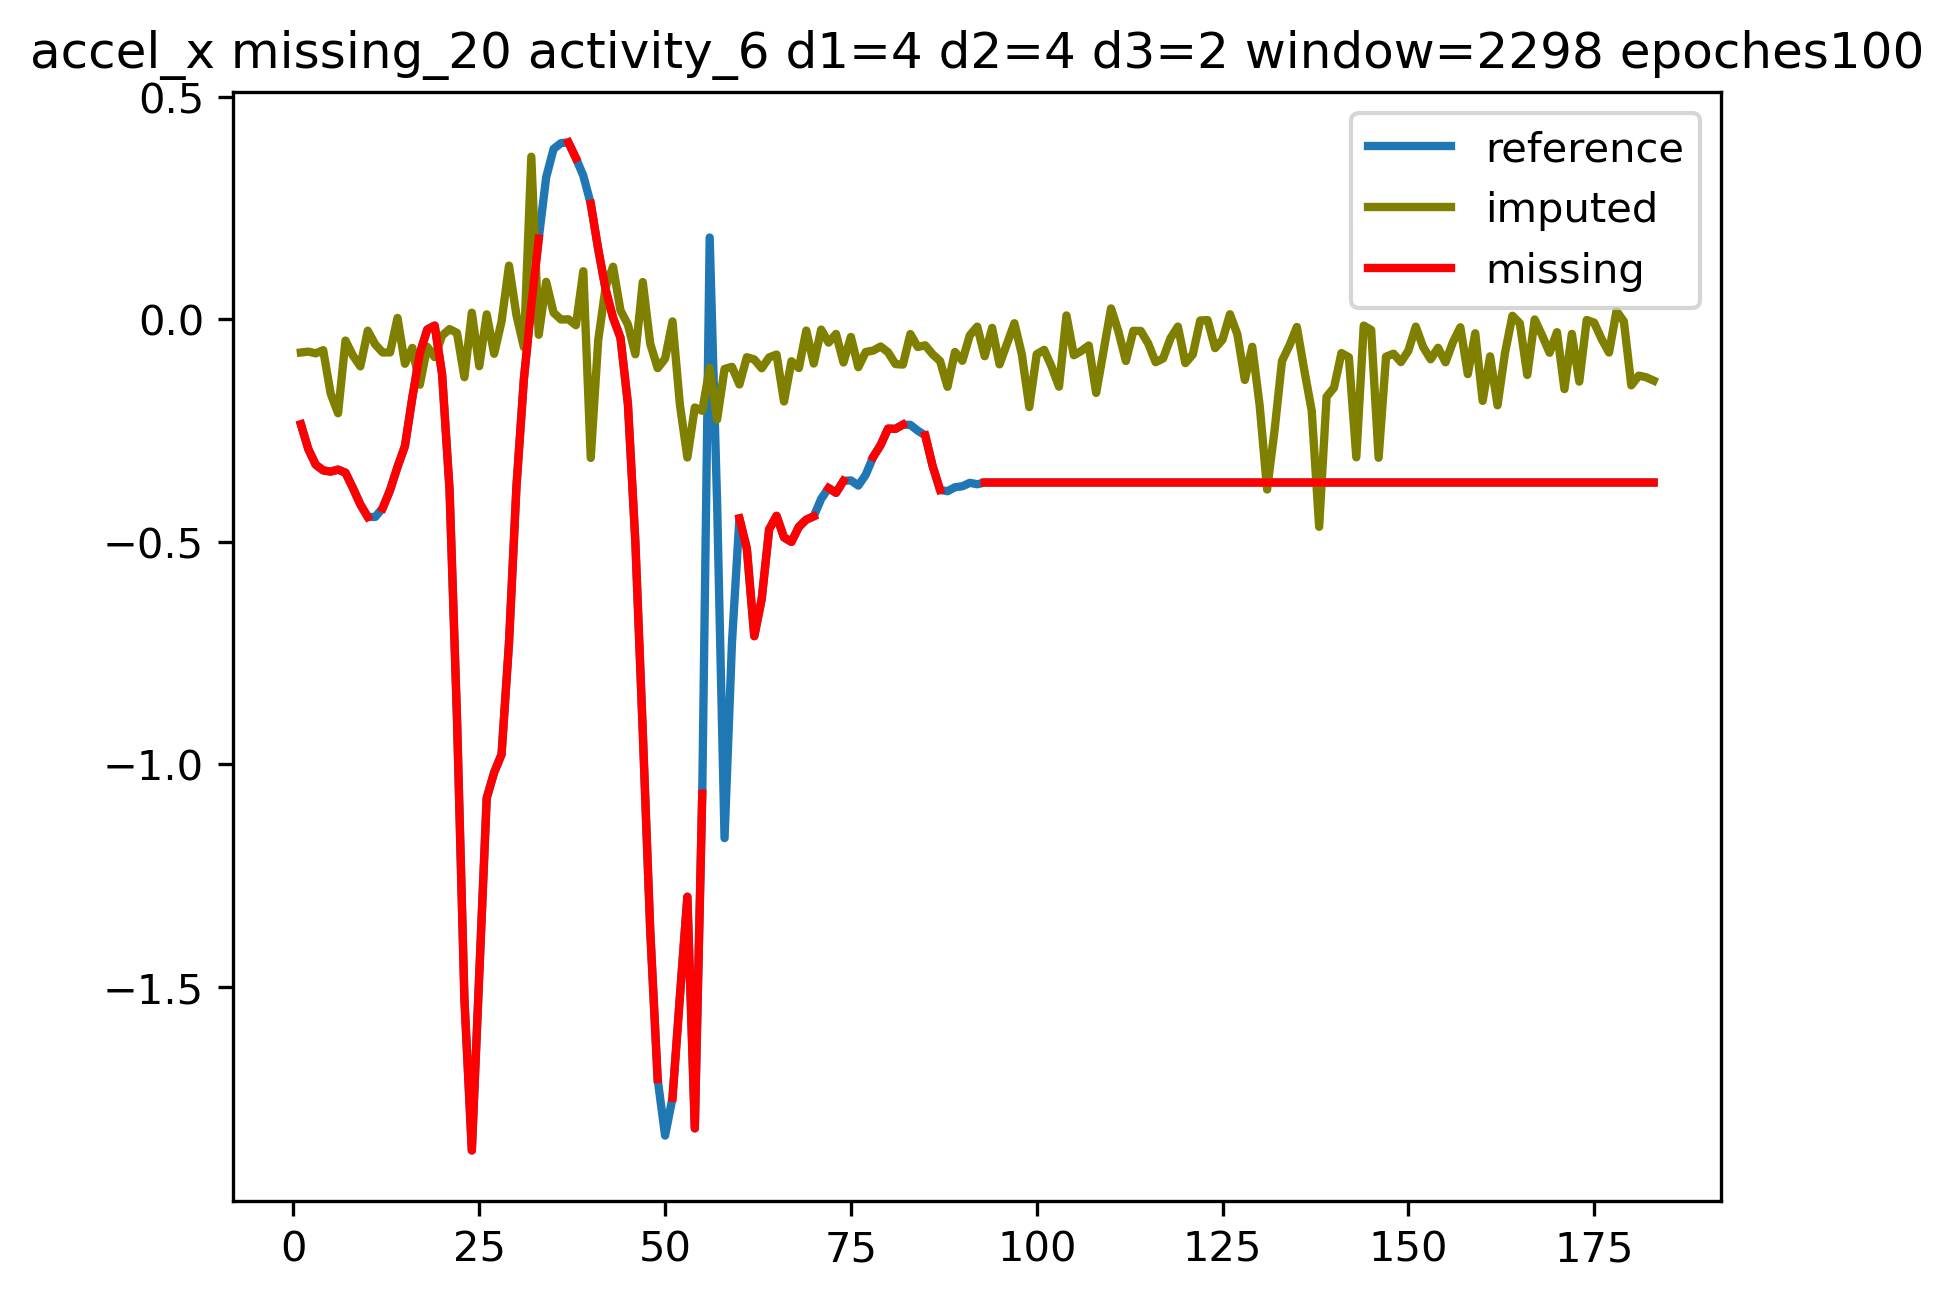 accel_x missing_20 activity_6 d1=4 d2=4 d3=2 window=2298 epoches100
reference
imputed
missing
0.5
0.0
−0.5
−1.0
−1.5
0 25 50 75 100 125 150 175